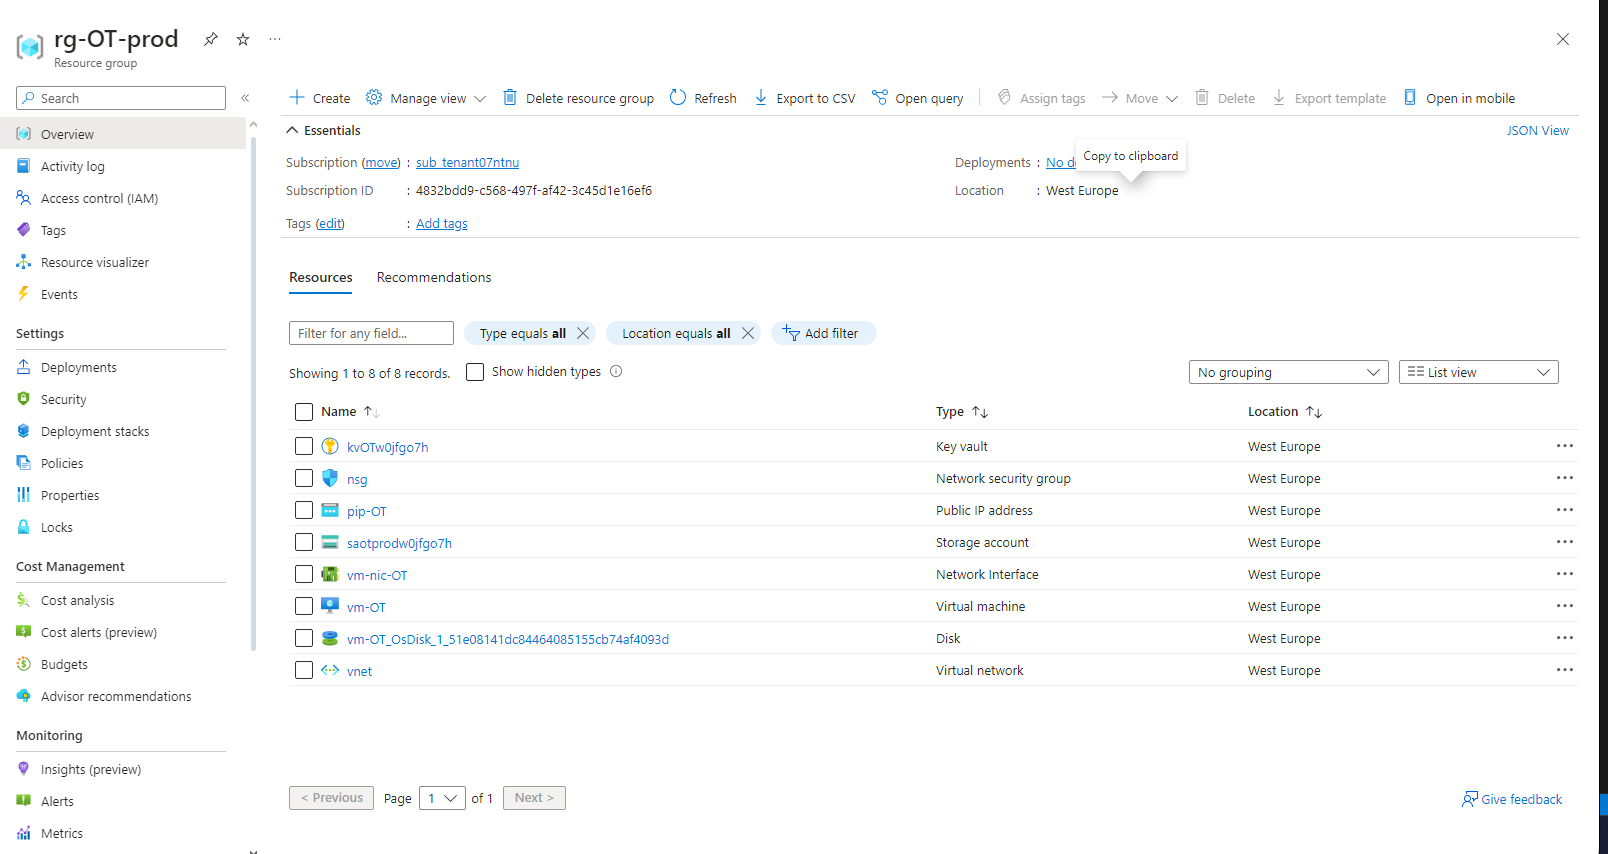 rg-OT-prod
Resource group
Search
«
Create Manage view Delete resource group Refresh Export to CSV Open query Assign tags Move Delete Export template Open in mobile
Overview
Activity log
Access control (IAM)
Tags
Resource visualizer
Events
Settings
Deployments
Security
Deployment stacks
Policies
Properties
Locks
Cost Management
Cost analysis
Cost alerts (preview)
Budgets
Advisor recommendations
Monitoring
Insights (preview)
Alerts
Metrics
Essentials
JSON View
Subscription (move) : sub_tenant07ntnu
Deployments : No d
Copy to clipboard
Subscription ID : 4832bdd9-c568-497f-af42-3c45d1e16ef6
Location : West Europe
Tags (edit) : Add tags
Resources Recommendations
Filter for any field... Type equals all Location equals all Add filter
Showing 1 to 8 of 8 records. Show hidden types
No grouping List view
Name Type Location
kvOTw0jfgo7h Key vault West Europe
nsg Network security group West Europe
pip-OT Public IP address West Europe
saotprodw0jfgo7h Storage account West Europe
vm-nic-OT Network Interface West Europe
vm-OT Virtual machine West Europe
vm-OT_OsDisk_1_51e08141dc84464085155cb74af4093d Disk West Europe
vnet Virtual network West Europe
< Previous Page 1 of 1 Next >
Give feedback